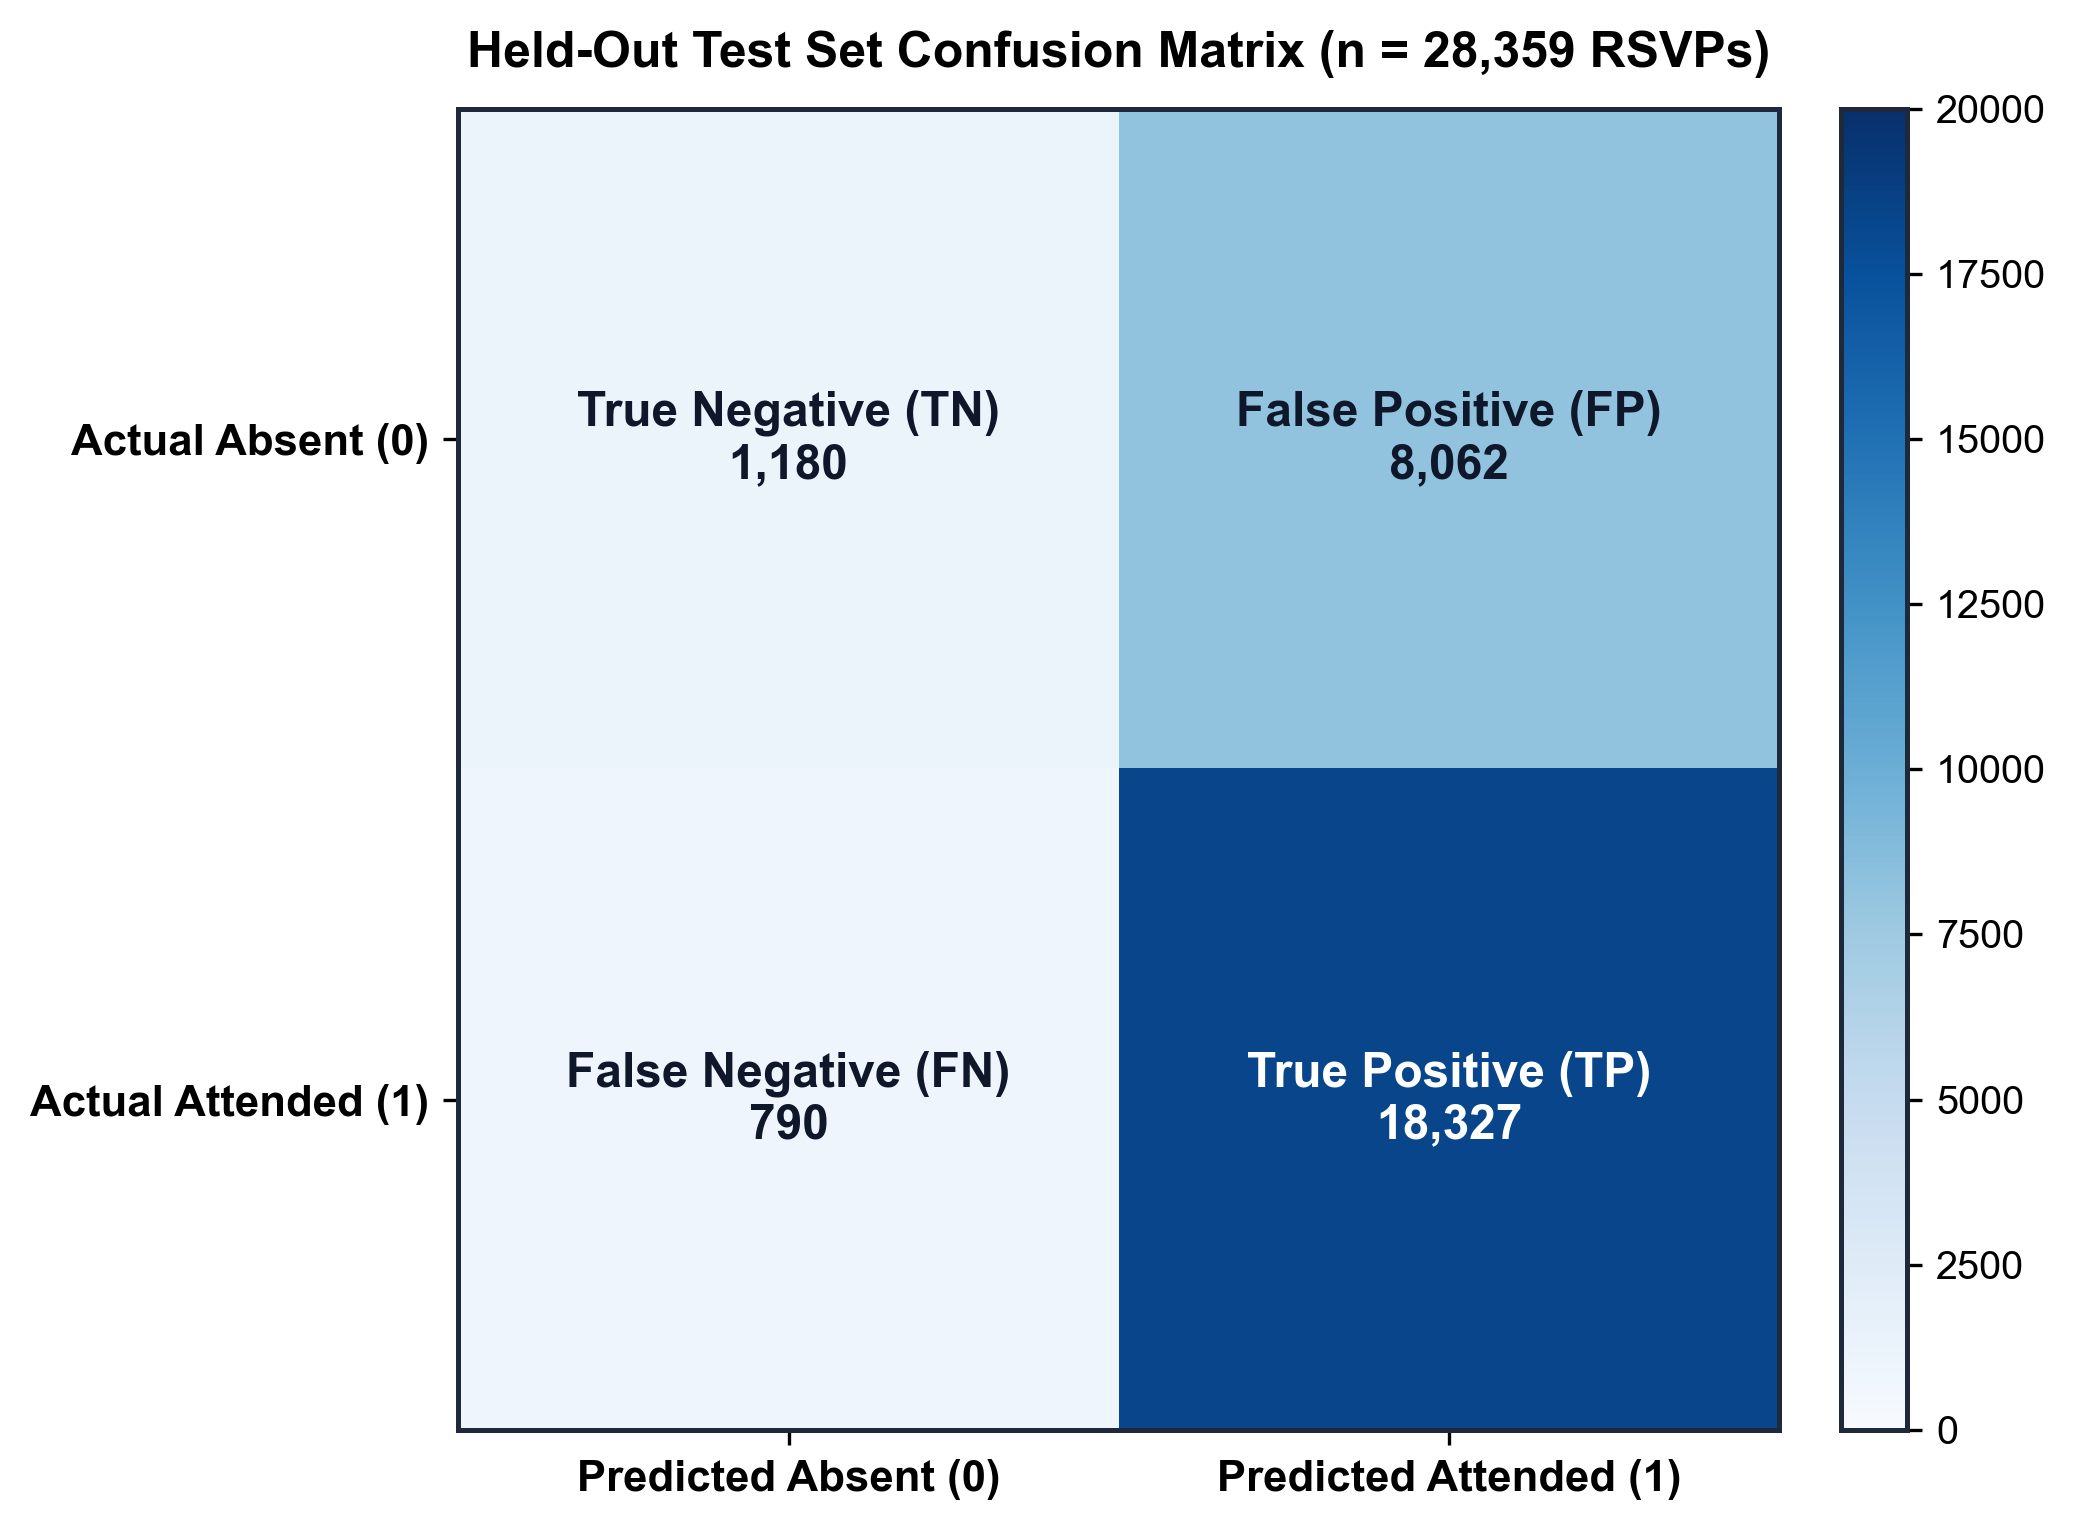 Held-Out Test Set Confusion Matrix (n = 28,359 RSVPs)
Actual Absent (0)
True Negative (TN)
1,180
False Positive (FP)
8,062
Actual Attended (1)
False Negative (FN)
790
True Positive (TP)
18,327
Predicted Absent (0)
Predicted Attended (1)
20000
17500
15000
12500
10000
7500
5000
2500
0